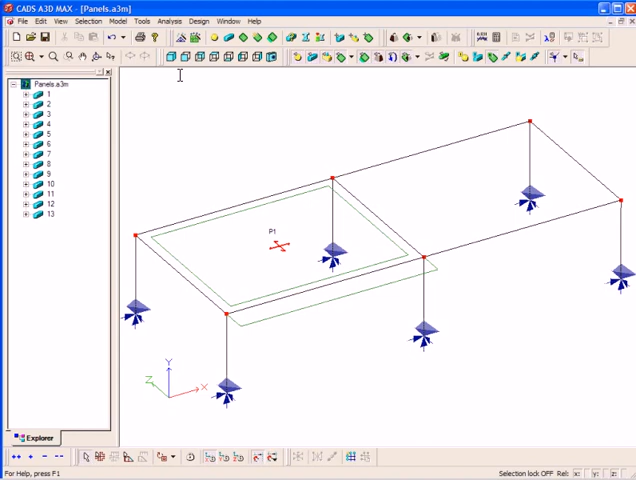 CADS A3D MAX - [Panels.a3m]
File Edit View Selection Model Tools Analysis Design Window Help
Panels.a3m
1
2
3
4
5
6
7
8
9
10
11
12
13
P1
Y
Z
X
Explorer
For Help, press F1
Selection lock OFF Rel: x: y: z: